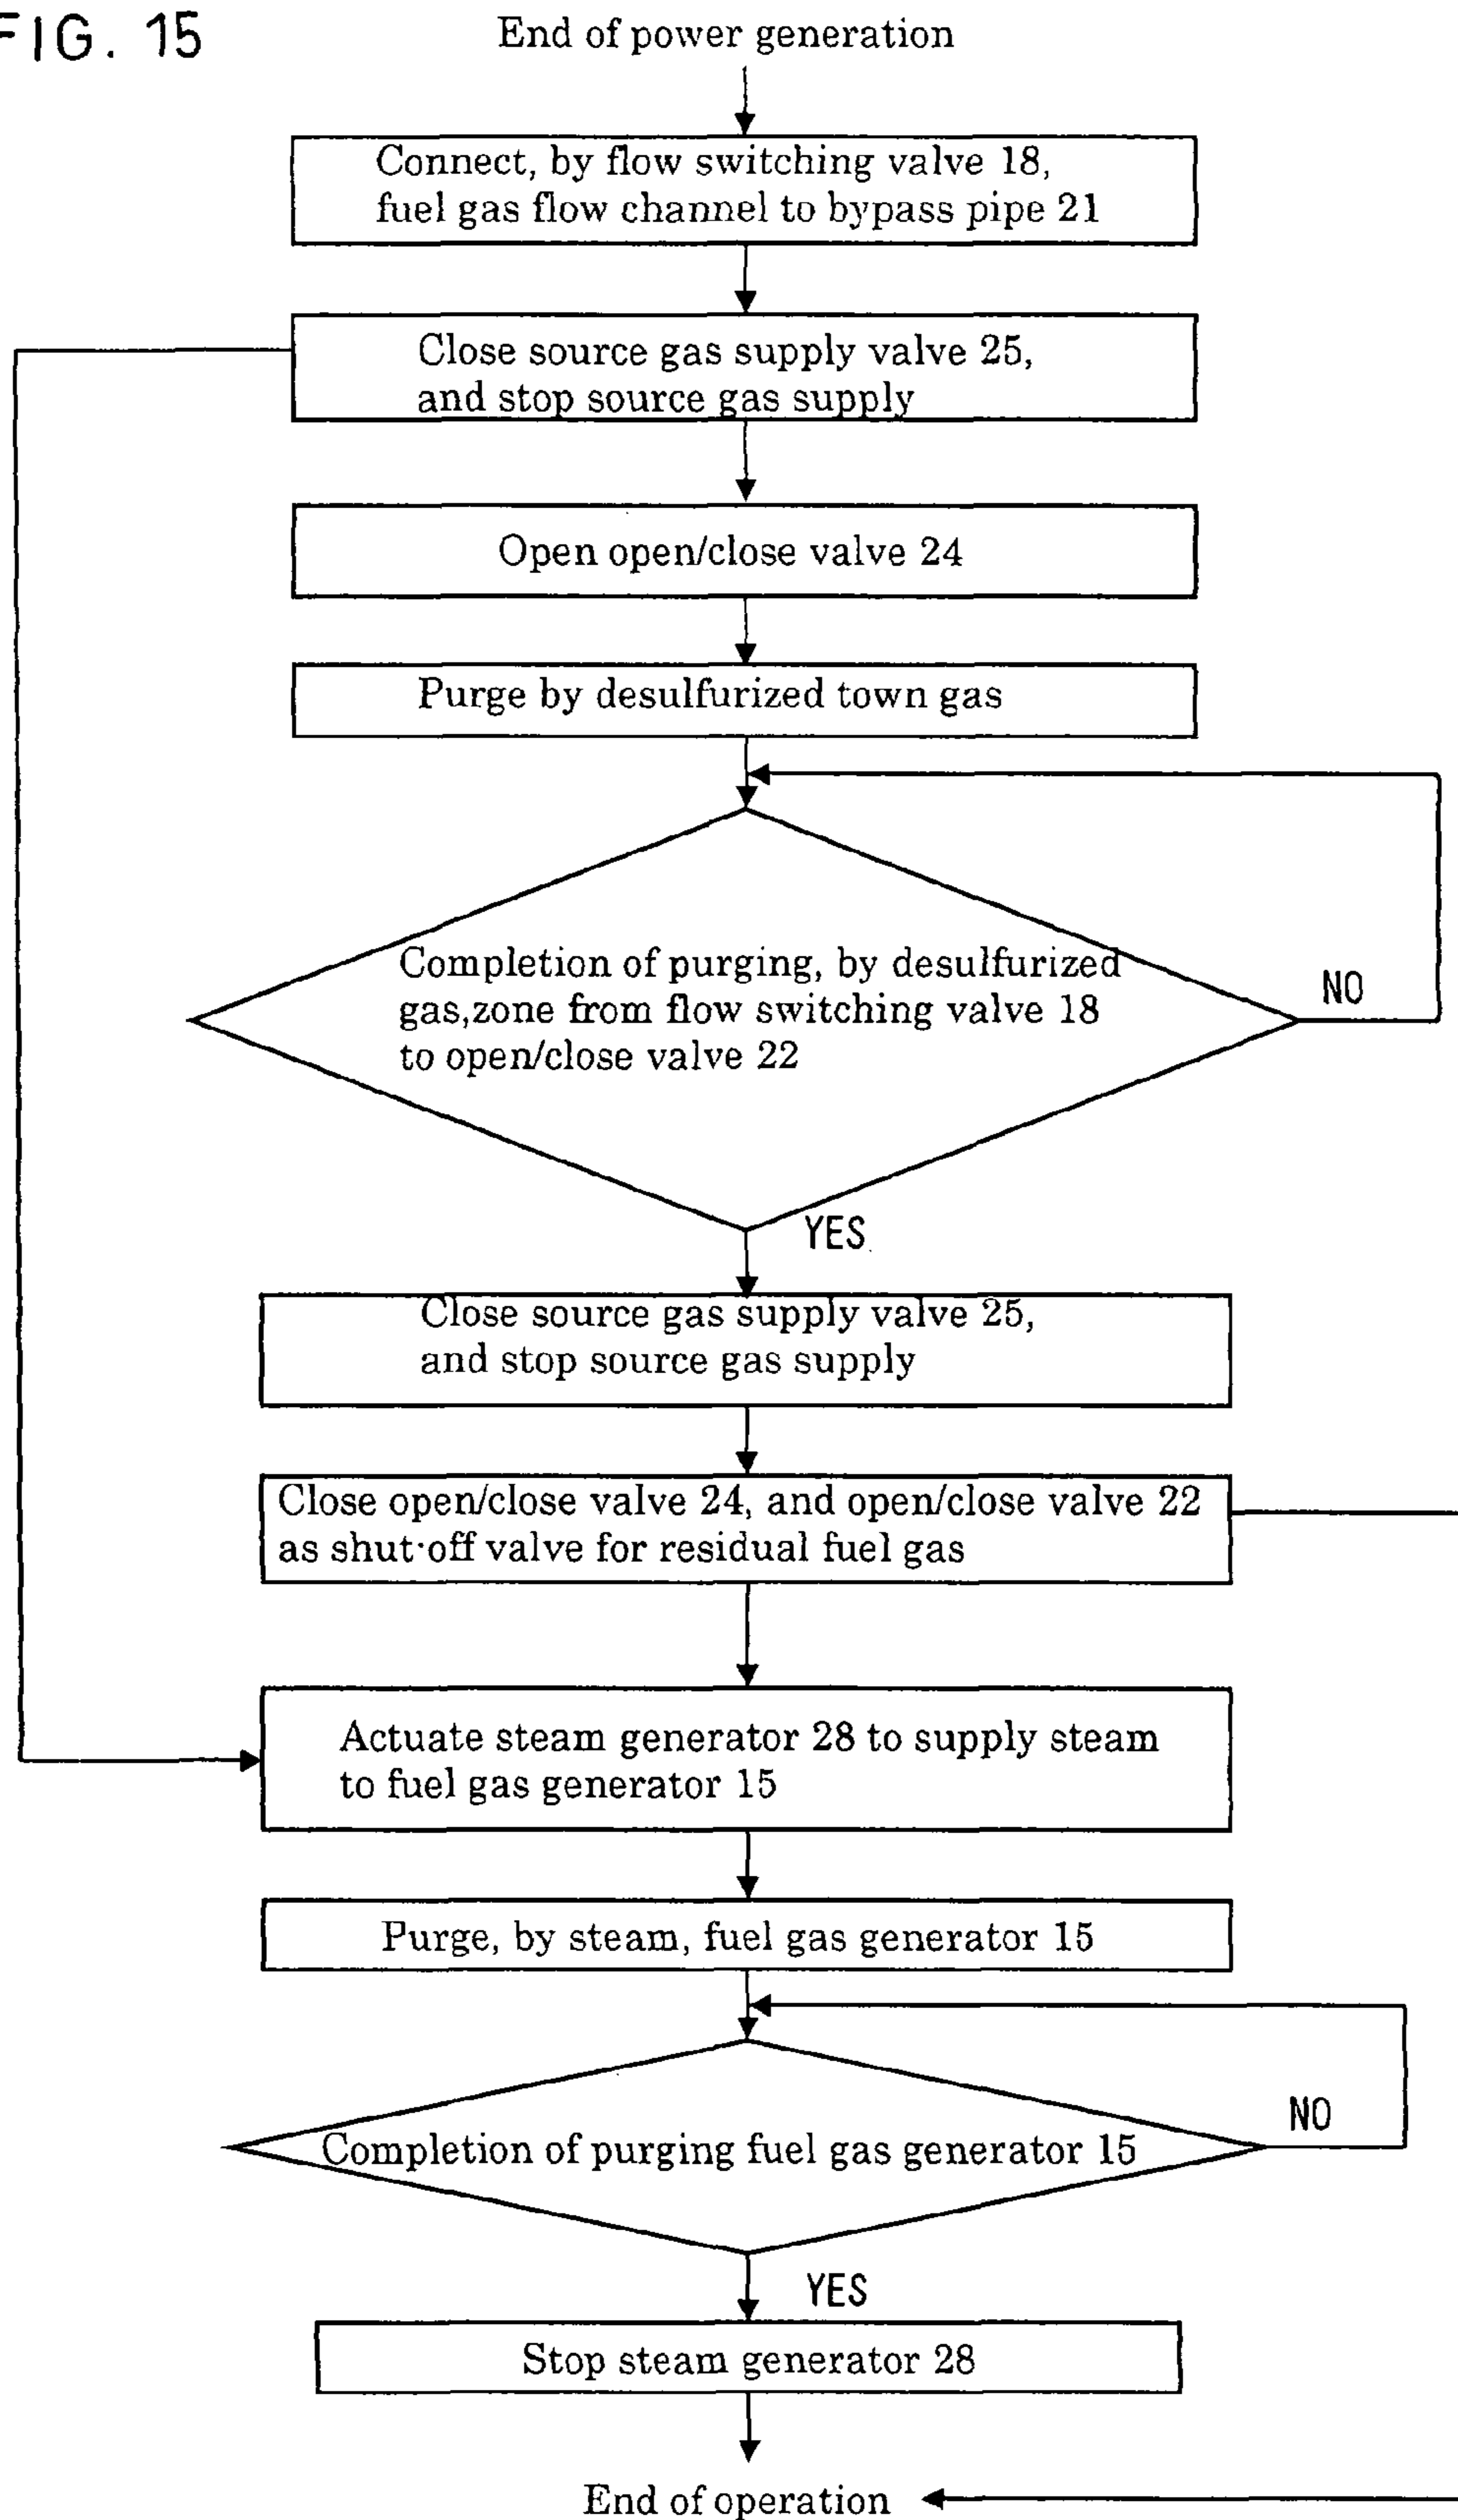 FIG. 15
End of power generation
Connect, by flow switching valve 18,
fuel gas flow channel to bypass pipe 21
Close source gas supply valve 25,
and stop source gas supply
Open open/close valve 24
Purge by desulfurized town gas
Completion of purging, by desulfurized
gas,zone from flow switching valve 18
to open/close valve 22
NO
YES
Close source gas supply valve 25,
and stop source gas supply
Close open/close valve 24, and open/close valve 22
as shut·off valve for residual fuel gas
Actuate steam generator 28 to supply steam
to fuel gas generator 15
Purge, by steam, fuel gas generator 15
Completion of purging fuel gas generator 15
NO
YES
Stop steam generator 28
End of operation